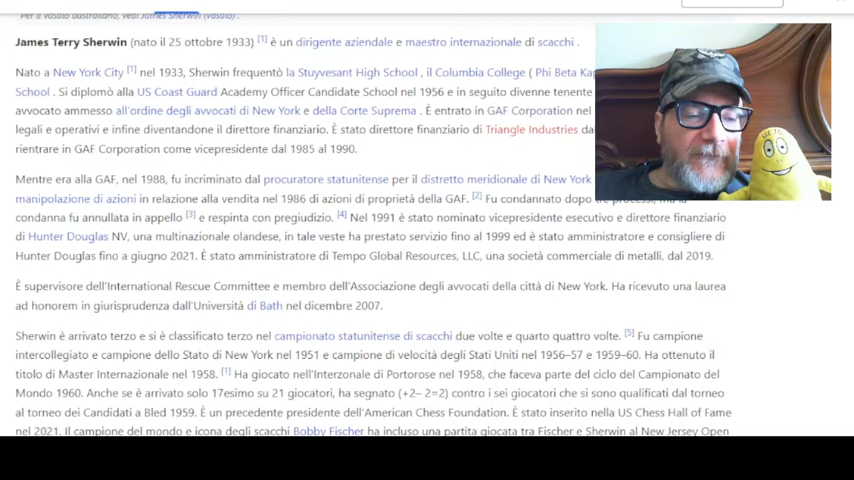 Per il vasaio australiano, vedi James Sherwin (vasaio) .
James Terry Sherwin (nato il 25 ottobre 1933) [1] è un dirigente aziendale e maestro internazionale di scacchi .
Nato a New York City [1] nel 1933, Sherwin frequentò la Stuyvesant High School , il Columbia College ( Phi Beta
School . Si diplomò alla US Coast Guard Academy Officer Candidate School nel 1956 e in seguito divenne tenente
avvocato ammesso all'ordine degli avvocati di New York e della Corte Suprema . È entrato in GAF Corporation nel
legali e operativi e infine diventandone il direttore finanziario. È stato direttore finanziario di Triangle Industries
rientrare in GAF Corporation come vicepresidente dal 1985 al 1990.
Mentre era alla GAF, nel 1988, fu incriminato dal procuratore statunitense per il distretto meridionale di New York
manipolazione di azioni in relazione alla vendita nel 1986 di azioni di proprietà della GAF. [2] Fu condannato dopo tre processi, ma la
condanna fu annullata in appello [3] e respinta con pregiudizio. [4] Nel 1991 è stato nominato vicepresidente esecutivo e direttore finanziario
di Hunter Douglas NV, una multinazionale olandese, in tale veste ha prestato servizio fino al 1999 ed è stato amministratore e consigliere di
Hunter Douglas fino a giugno 2021. È stato amministratore di Tempo Global Resources, LLC, una società commerciale di metalli, dal 2019.
È supervisore dell'International Rescue Committee e membro dell'Associazione degli avvocati della città di New York. Ha ricevuto una laurea
ad honorem in giurisprudenza dall'Università di Bath nel dicembre 2007.
Sherwin è arrivato terzo e si è classificato terzo nel campionato statunitense di scacchi due volte e quarto quattro volte. [5] Fu campione
intercollegiato e campione dello Stato di New York nel 1951 e campione di velocità degli Stati Uniti nel 1956–57 e 1959–60. Ha ottenuto il
titolo di Master Internazionale nel 1958. [1] Ha giocato nell'Interzonale di Portorose nel 1958, che faceva parte del ciclo del Campionato del
Mondo 1960. Anche se è arrivato solo 17esimo su 21 giocatori, ha segnato (+2– 2=2) contro i sei giocatori che si sono qualificati dal torneo
al torneo dei Candidati a Bled 1959. È un precedente presidente dell'American Chess Foundation. È stato inserito nella US Chess Hall of Fame
nel 2021. Il campione del mondo e icona degli scacchi Bobby Fischer ha incluso una partita giocata tra Fischer e Sherwin al New Jersey Open